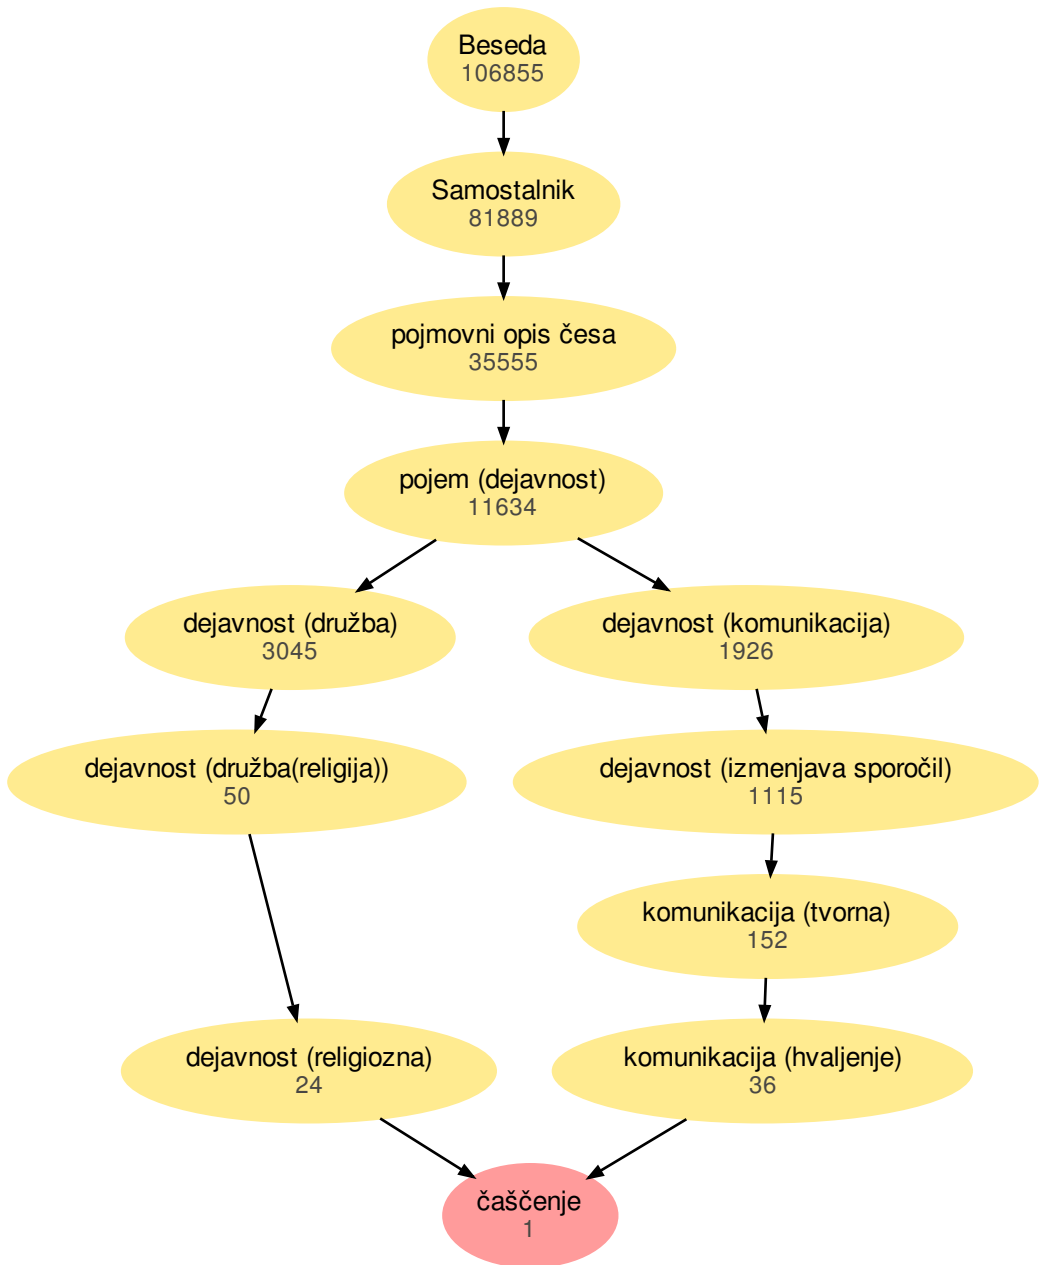 Beseda
106855
Samostalnik
81889
pojmovni opis česa
35555
pojem (dejavnost)
11634
dejavnost (družba)
3045
dejavnost (komunikacija)
1926
dejavnost (družba(religija))
50
dejavnost (izmenjava sporočil)
1115
komunikacija (tvorna)
152
dejavnost (religiozna)
24
komunikacija (hvaljenje)
36
čaščenje
1